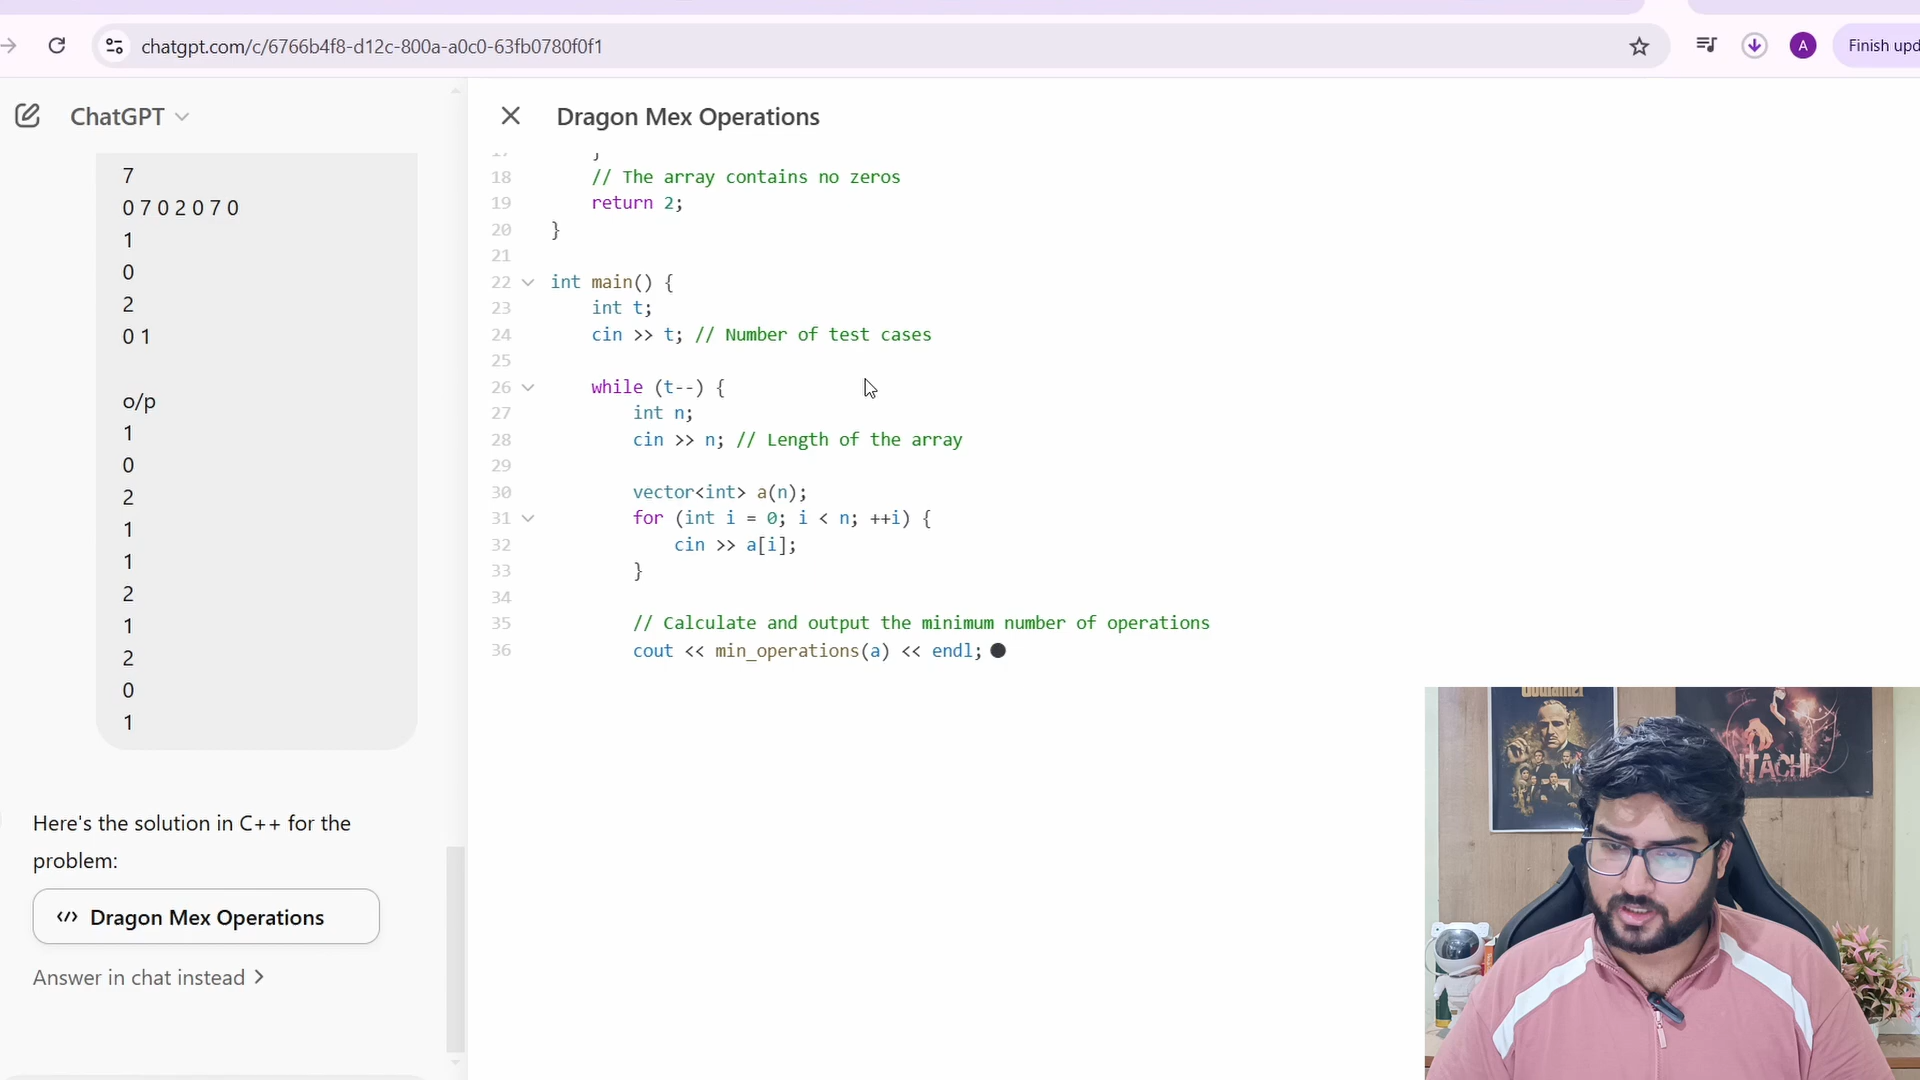 chatgpt.com/c/6766b4f8-d12c-800a-a0c0-63fb0780f0f1
A
Finish upd
ChatGPT
7
0 7 0 2 0 7 0
1
0
2
0 1
o/p
1
0
2
1
1
2
1
2
0
1
Here's the solution in C++ for the
problem:
Dragon Mex Operations
Answer in chat instead
Dragon Mex Operations
17 }
18 // The array contains no zeros
19 return 2;
20 }
21
22 int main() {
23 int t;
24 cin >> t; // Number of test cases
25
26 while (t--) {
27 int n;
28 cin >> n; // Length of the array
29
30 vector<int> a(n);
31 for (int i = 0; i < n; ++i) {
32 cin >> a[i];
33 }
34
35 // Calculate and output the minimum number of operations
36 cout << min_operations(a) << endl;
Godfather
ITACHI